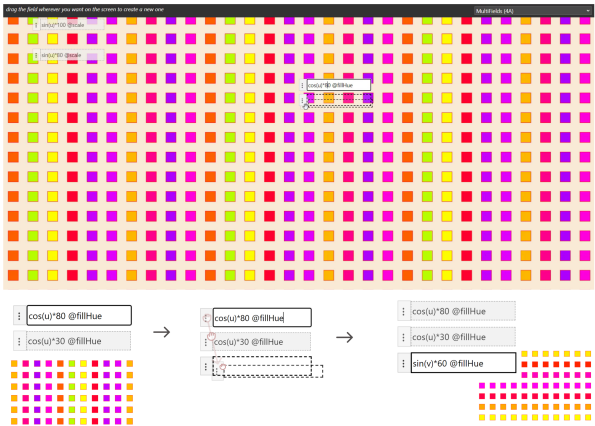 drag the field wherever you want on the screen to create a new one
MultiFields (4A)
sin(u)*100 @scale
sin(u)*80 @scale
cos(u)*80 @fillHue
cos(u)*80 @fillHue
cos(u)*30 @fillHue
cos(u)*80 @fillHue
cos(u)*30 @fillHue
cos(u)*80 @fillHue
cos(u)*30 @fillHue
sin(v)*60 @fillHue